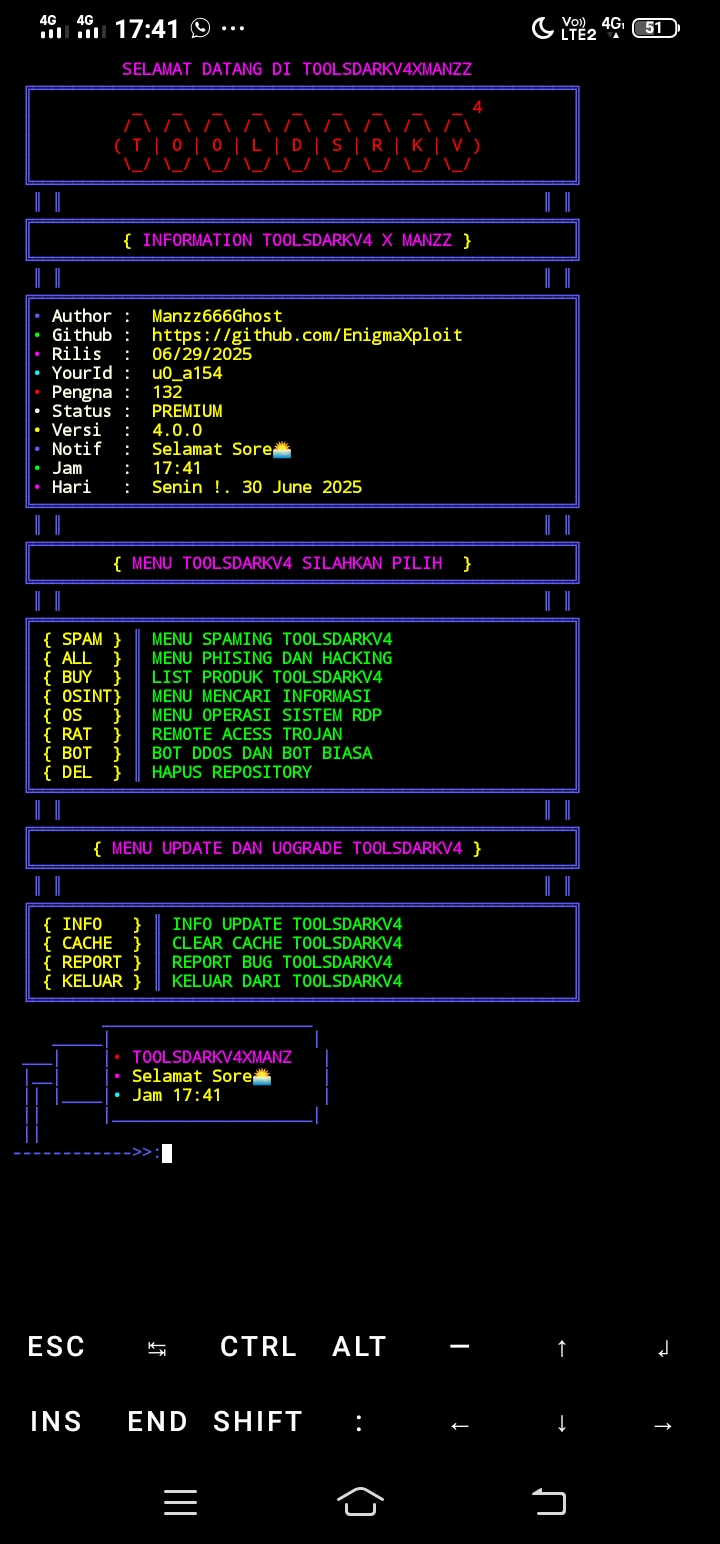 4G 4G 17:41 ... Vo)) LTE2 4G 51
SELAMAT DATANG DI TOOLSDARKV4XMANZZ
4
( T | O | O | L | D | S | R | K | V )
{ INFORMATION TOOLSDARKV4 X MANZZ }
• Author : Manzz666Ghost
• Github : https://github.com/EnigmaXploit
• Rilis : 06/29/2025
• YourId : u0_a154
• Pengna : 132
• Status : PREMIUM
• Versi : 4.0.0
• Notif : Selamat Sore🌅
• Jam : 17:41
• Hari : Senin !. 30 June 2025
{ MENU TOOLSDARKV4 SILAHKAN PILIH }
{ SPAM } ║ MENU SPAMING TOOLSDARKV4
{ ALL } ║ MENU PHISING DAN HACKING
{ BUY } ║ LIST PRODUK TOOLSDARKV4
{ OSINT} ║ MENU MENCARI INFORMASI
{ OS } ║ MENU OPERASI SISTEM RDP
{ RAT } ║ REMOTE ACESS TROJAN
{ BOT } ║ BOT DDOS DAN BOT BIASA
{ DEL } ║ HAPUS REPOSITORY
{ MENU UPDATE DAN UOGRADE TOOLSDARKV4 }
{ INFO } ║ INFO UPDATE TOOLSDARKV4
{ CACHE } ║ CLEAR CACHE TOOLSDARKV4
{ REPORT } ║ REPORT BUG TOOLSDARKV4
{ KELUAR } ║ KELUAR DARI TOOLSDARKV4
• TOOLSDARKV4XMANZ
• Selamat Sore🌅
• Jam 17:41
------------>>:
ESC ↹ CTRL ALT — ↑ ↲
INS END SHIFT : ← ↓ →